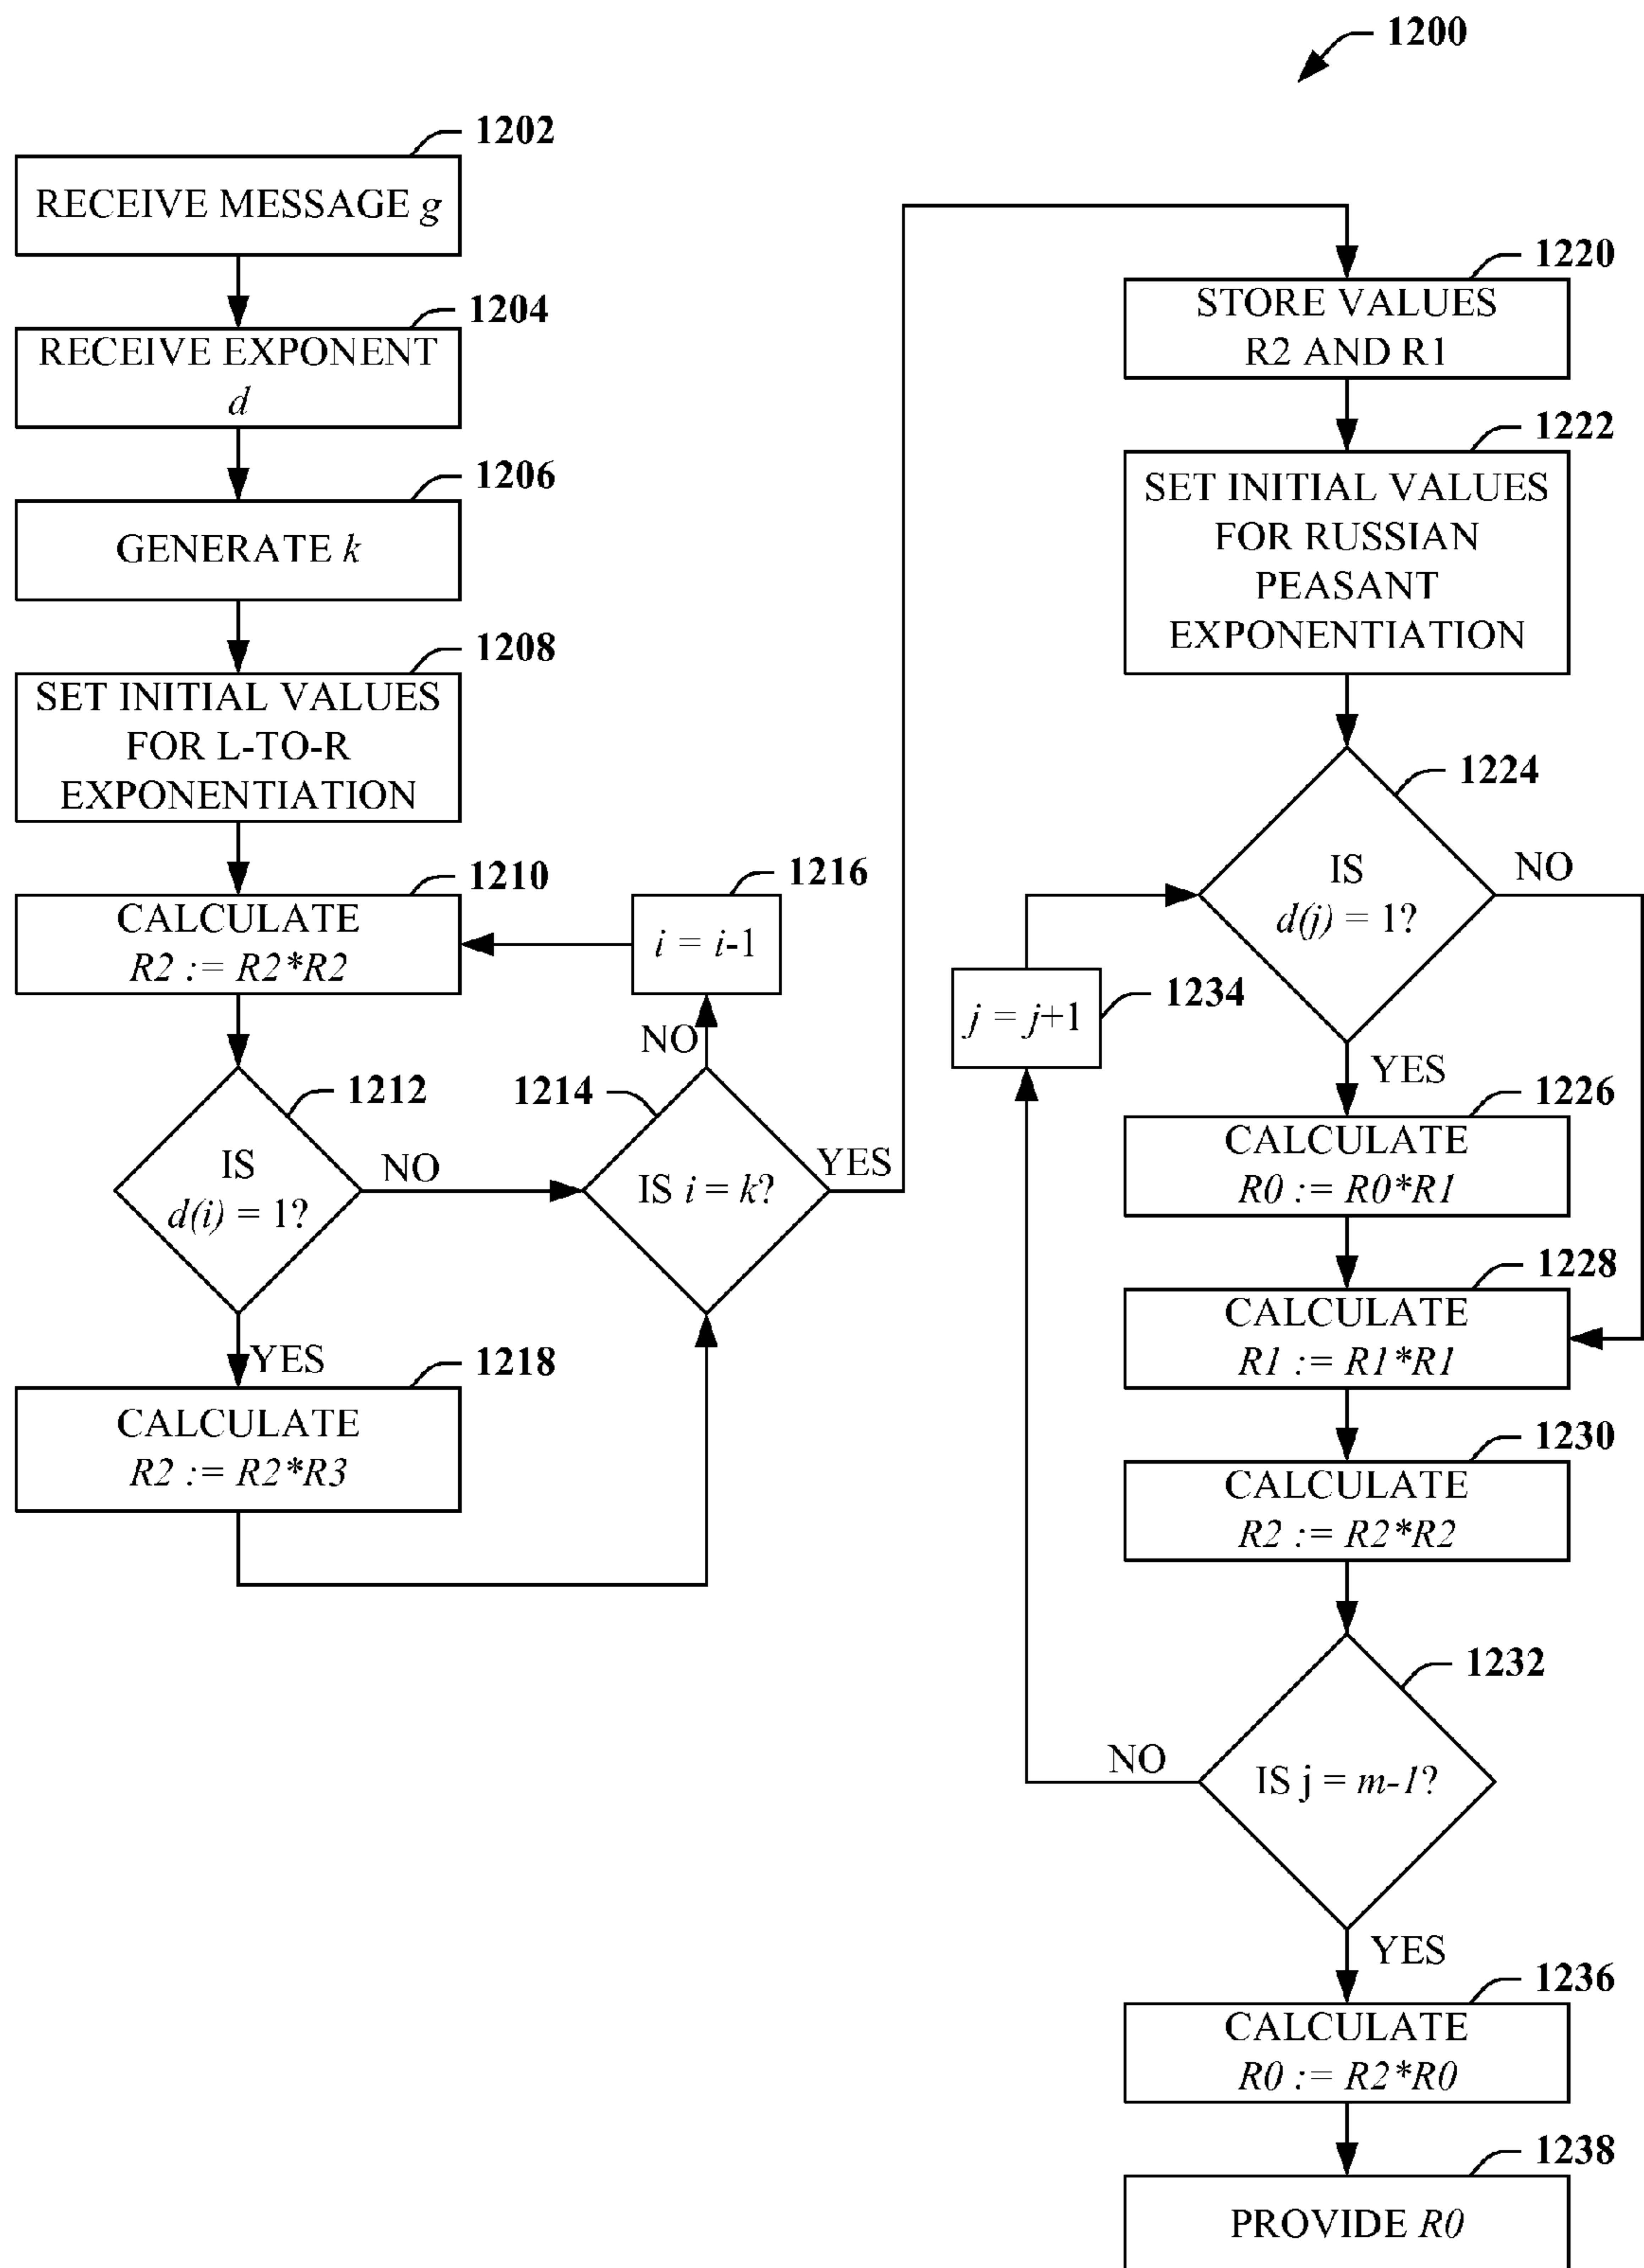 1200
1202
RECEIVE MESSAGE g
1204
RECEIVE EXPONENT
d
1206
GENERATE k
1208
SET INITIAL VALUES
FOR L-TO-R
EXPONENTIATION
1210
CALCULATE
R2 := R2*R2
1216
i = i-1
NO
1212
IS
d(i) = 1?
NO
1214
IS i = k?
YES
YES
1218
CALCULATE
R2 := R2*R3
1220
STORE VALUES
R2 AND R1
1222
SET INITIAL VALUES
FOR RUSSIAN
PEASANT
EXPONENTIATION
1224
IS
d(j) = 1?
NO
1234
j = j+1
YES
1226
CALCULATE
R0 := R0*R1
1228
CALCULATE
R1 := R1*R1
1230
CALCULATE
R2 := R2*R2
1232
IS j = m-1?
NO
YES
1236
CALCULATE
R0 := R2*R0
1238
PROVIDE R0